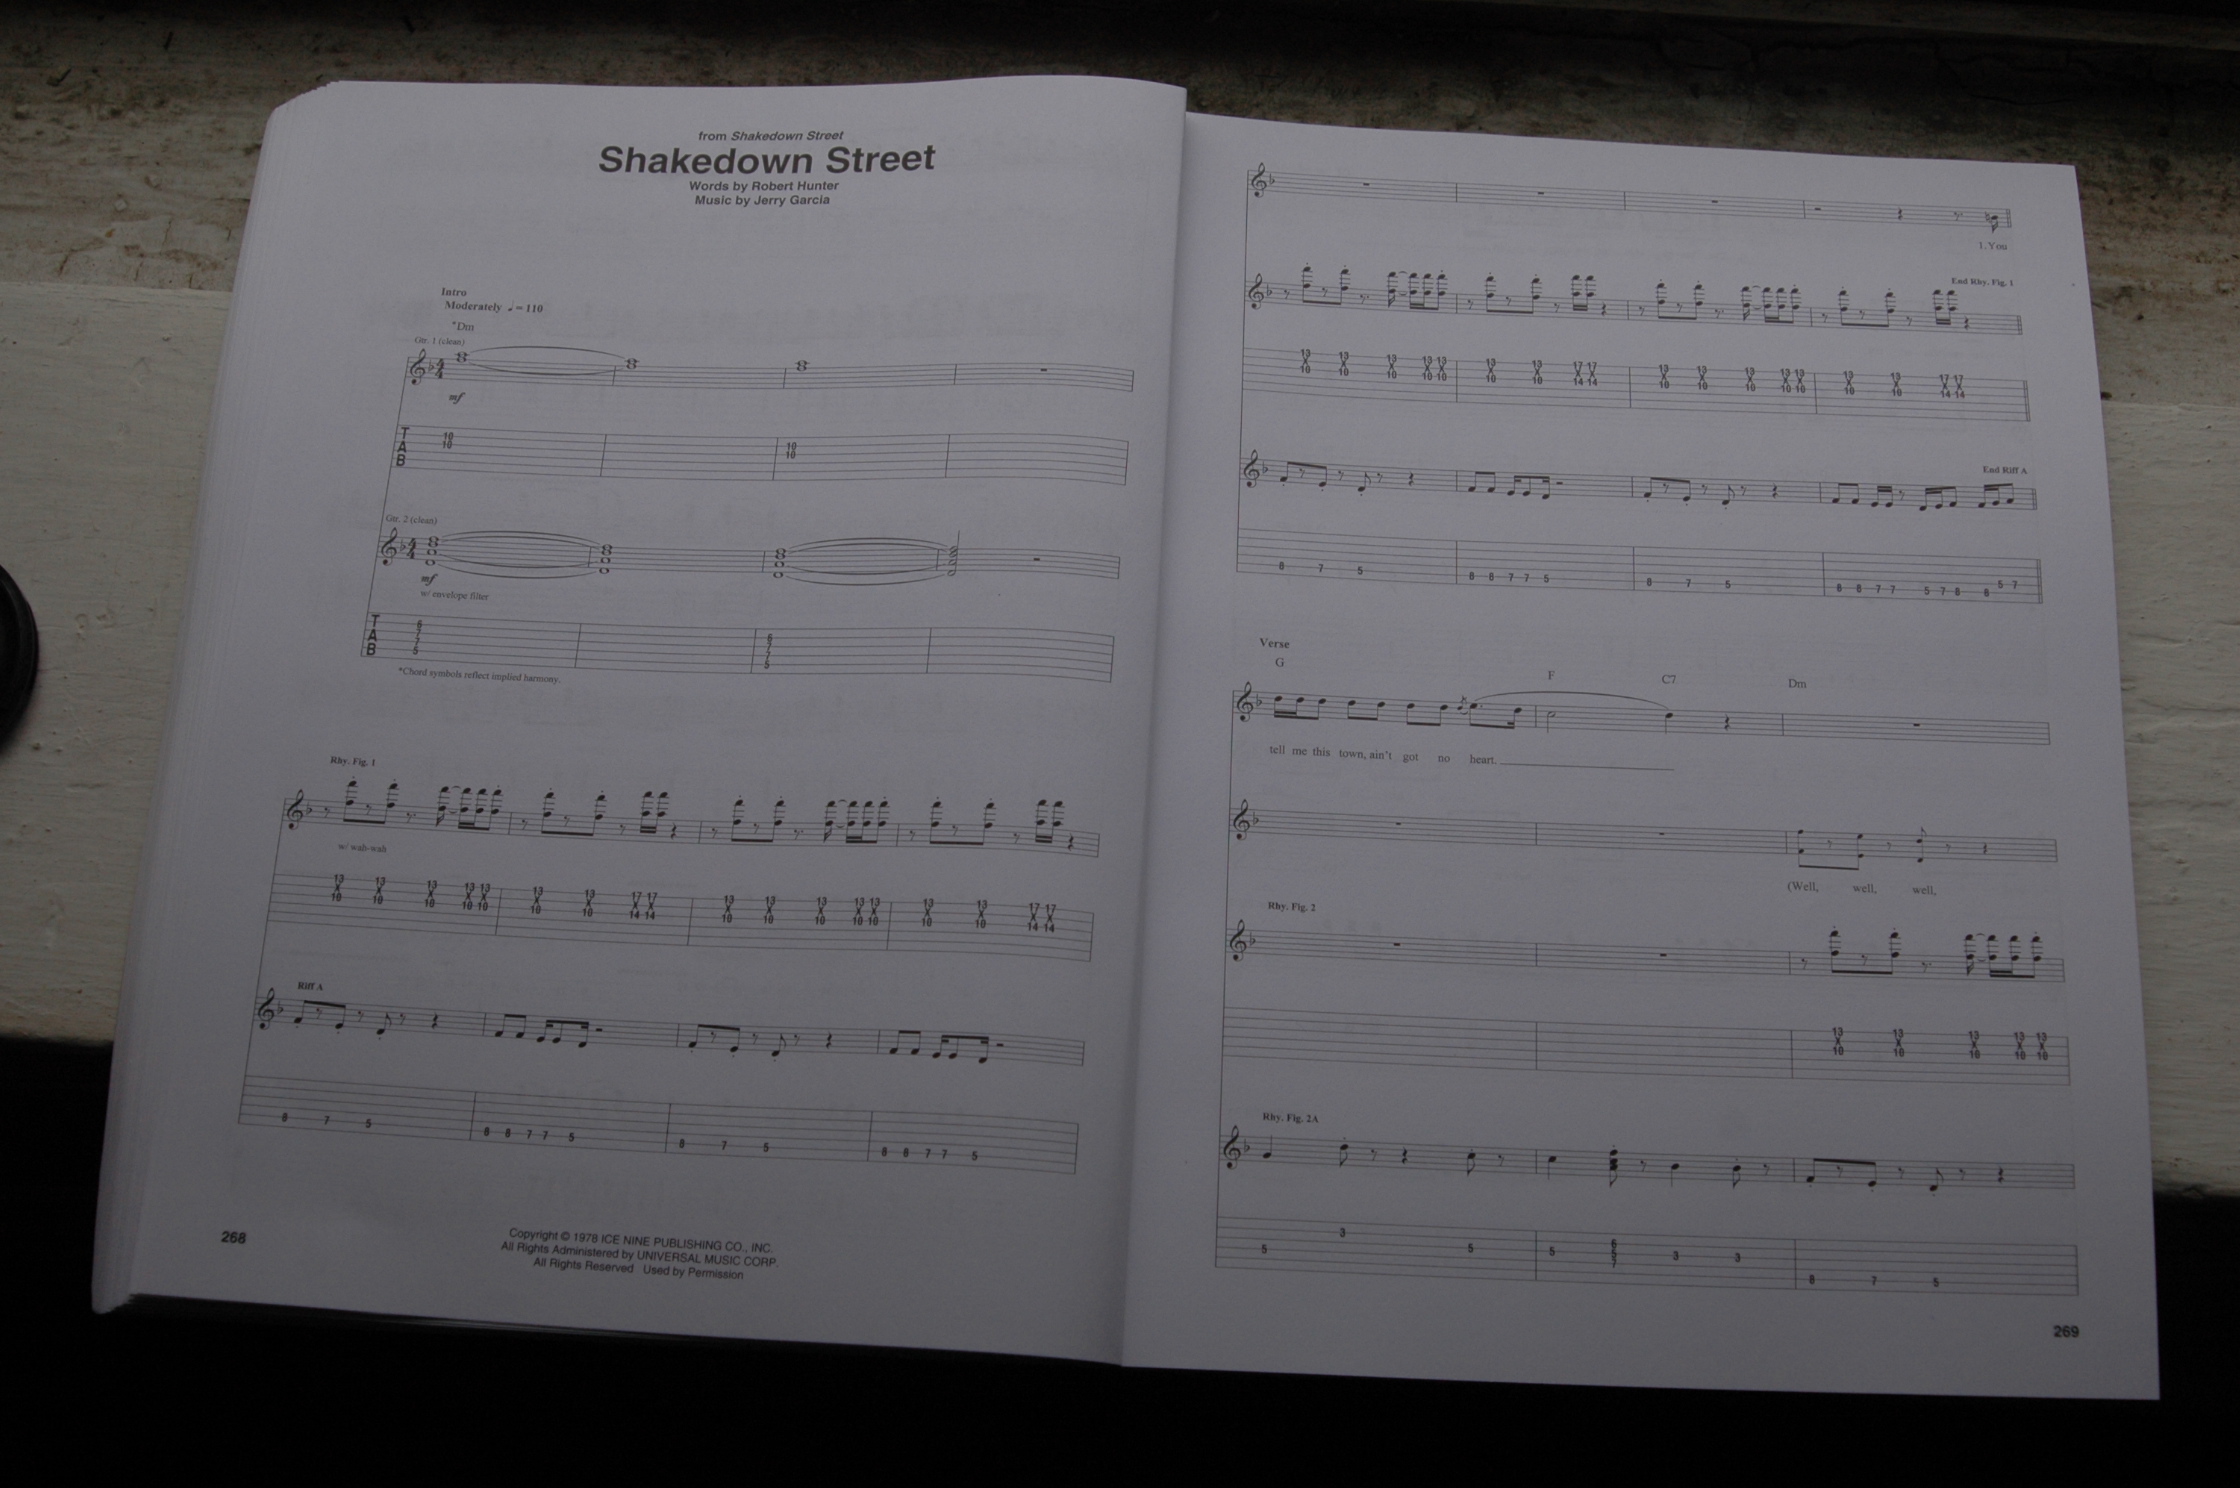 from Shakedown Street
Shakedown Street
Words by Robert Hunter
Music by Jerry Garcia
Intro
Moderately ♩ = 110
*Dm
Gtr. 1 (clean)
4
4
mf
T
A
B
10
10
10
10
Gtr. 2 (clean)
4
4
mf
w/ envelope filter
T
A
B
6
7
7
5
6
7
7
5
*Chord symbols reflect implied harmony.
Rhy. Fig. 1
w/ wah-wah
13 13 13 13 13 13 13 17 17 13 13 13 13 13 13 13 17 17
X X X X X X X X X X X X X X X X X X
10 10 10 10 10 10 10 14 14 10 10 10 10 10 10 10 14 14
Riff A
8 7 5 8 8 7 7 5 8 7 5 8 8 7 7 5
268
Copyright © 1978 ICE NINE PUBLISHING CO., INC.
All Rights Administered by UNIVERSAL MUSIC CORP.
All Rights Reserved Used by Permission
1. You
End Rhy. Fig. 1
13 13 13 13 13 13 13 17 17 13 13 13 13 13 13 13 17 17
X X X X X X X X X X X X X X X X X X
10 10 10 10 10 10 10 14 14 10 10 10 10 10 10 10 14 14
End Riff A
8 7 5 8 8 7 7 5 8 7 5 8 8 7 7 5 7 8 8 5 7
Verse
G F C7 Dm
tell me this town, ain't got no heart.
(Well, well, well,
Rhy. Fig. 2
13 13 13 13 13
X X X X X
10 10 10 10 10
Rhy. Fig. 2A
5 3 5 5 6 3 3 8 7 5
5
7
269